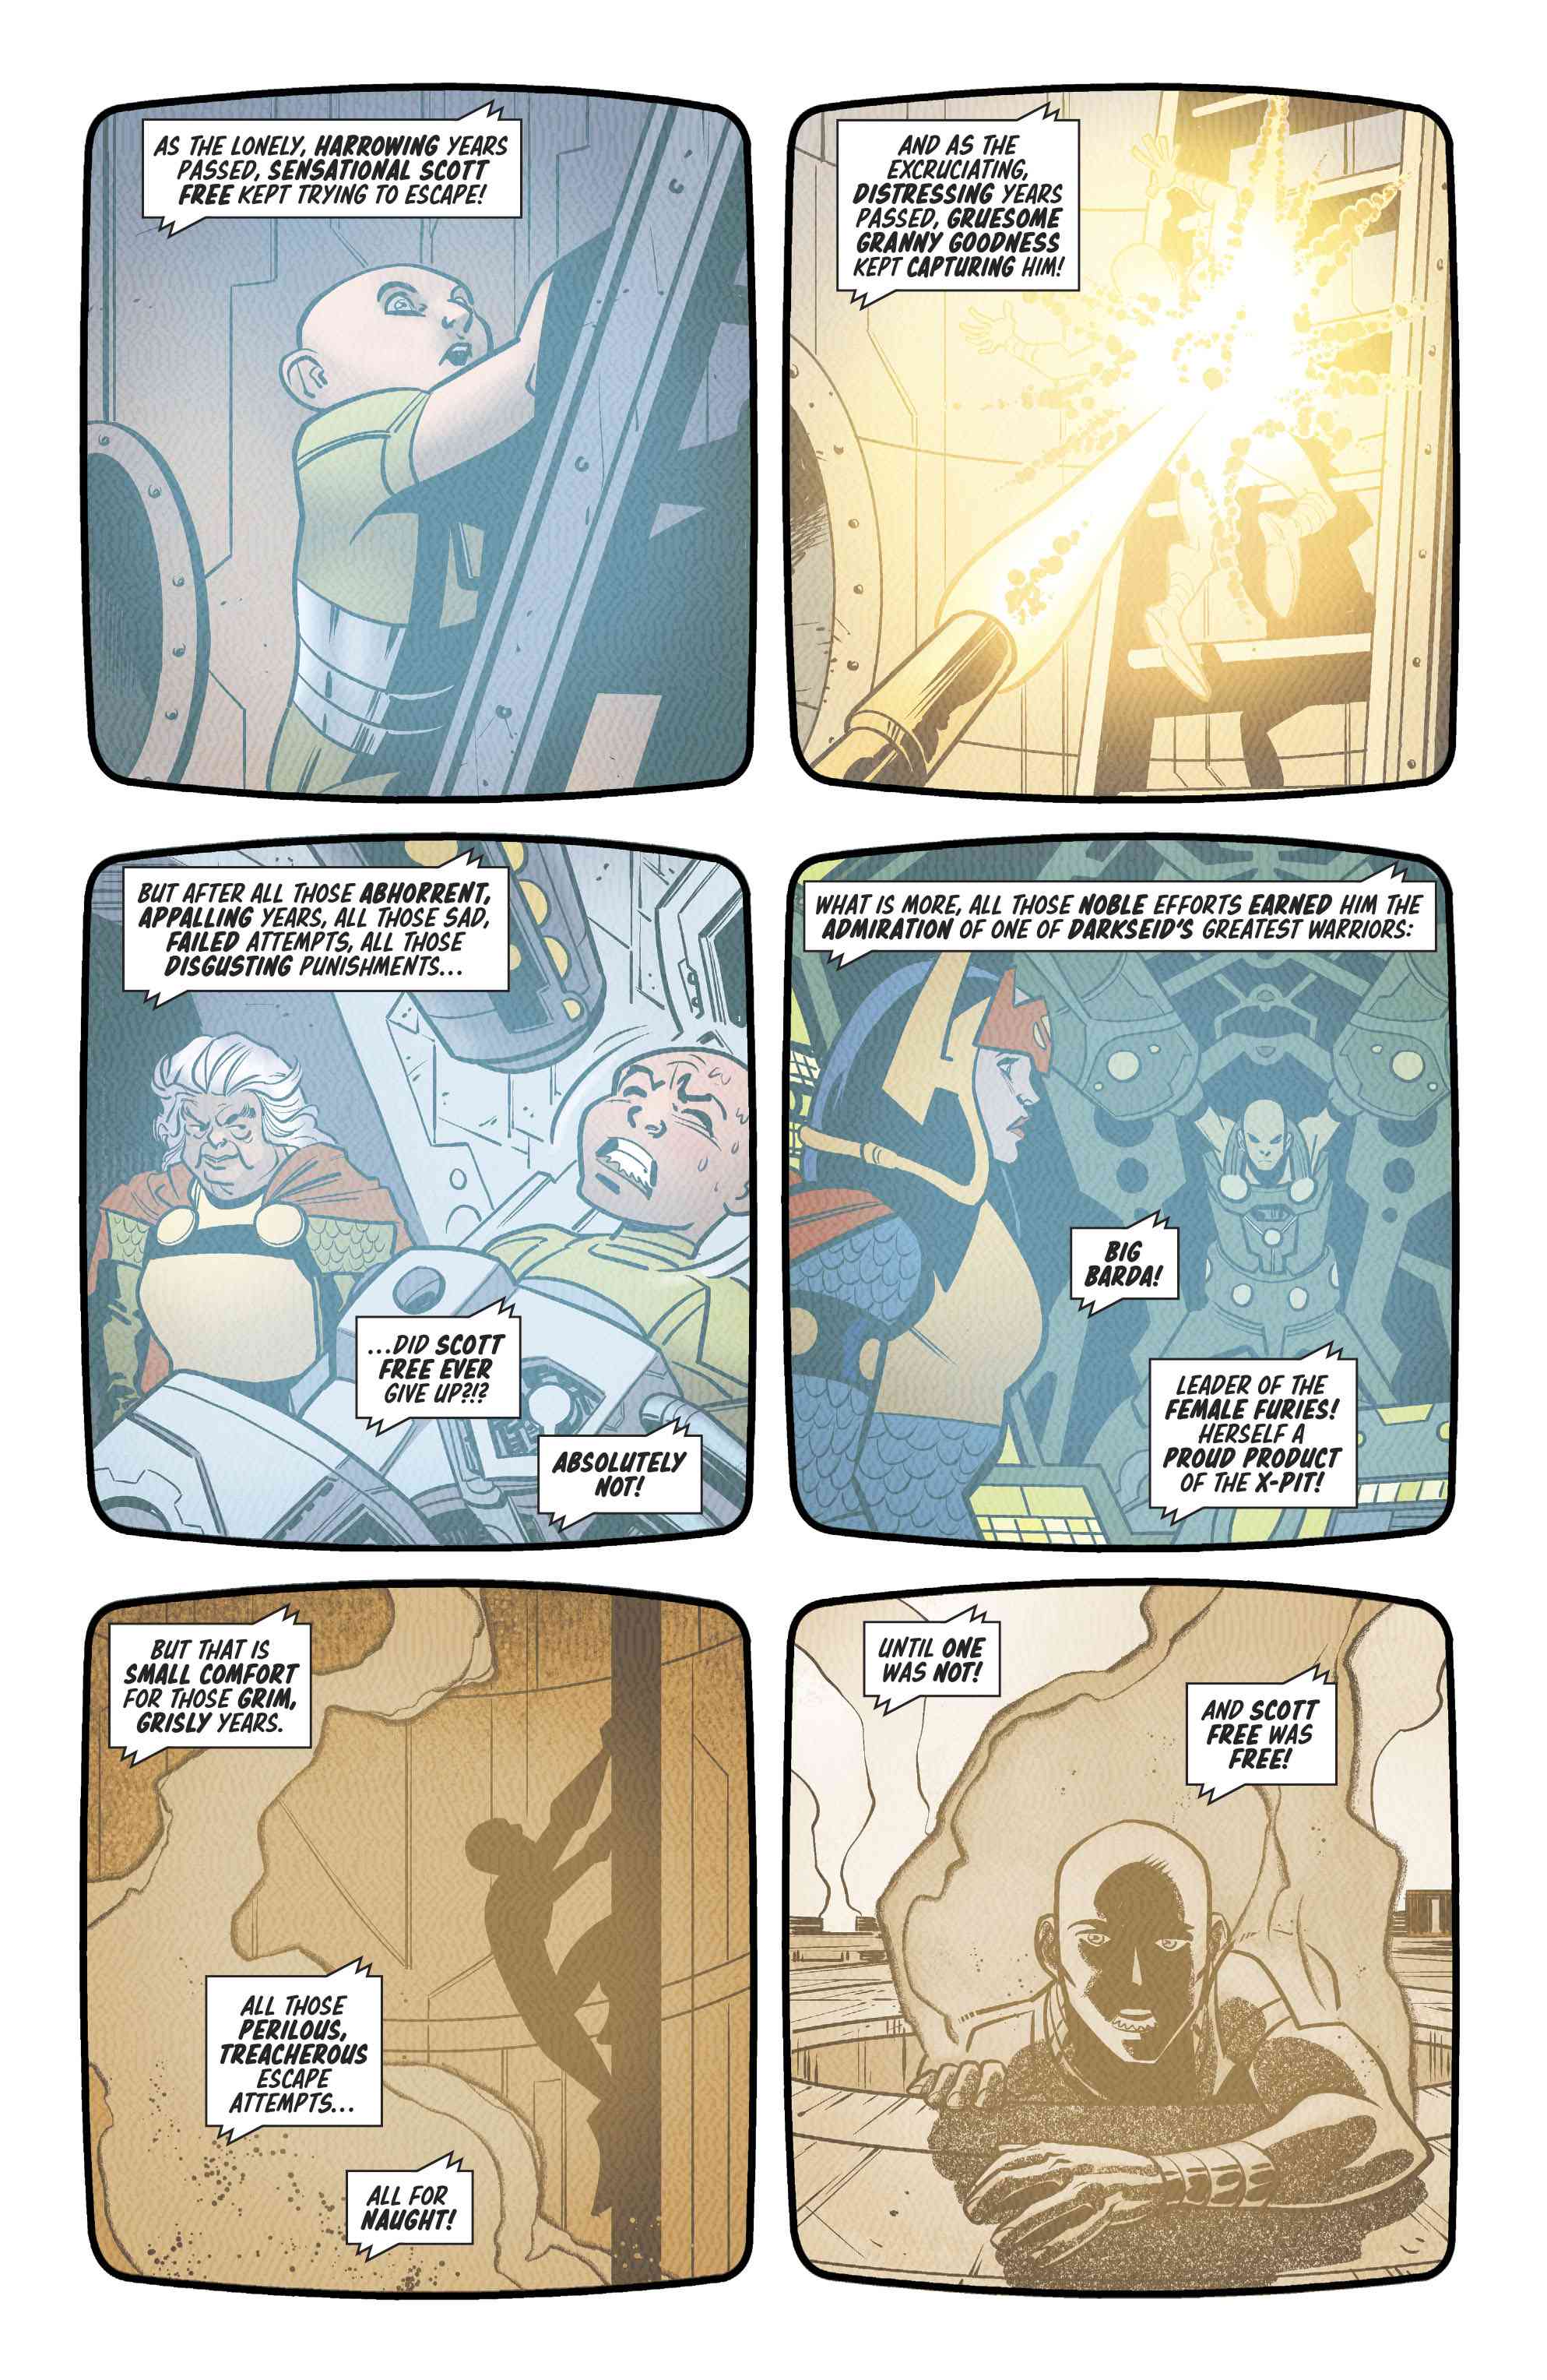 AS THE LONELY, HARROWING YEARS
PASSED, SENSATIONAL SCOTT
FREE KEPT TRYING TO ESCAPE!
AND AS THE
EXCRUCIATING,
DISTRESSING YEARS
PASSED, GRUESOME
GRANNY GOODNESS
KEPT CAPTURING HIM!
BUT AFTER ALL THOSE ABHORRENT,
APPALLING YEARS, ALL THOSE SAD,
FAILED ATTEMPTS, ALL THOSE
DISGUSTING PUNISHMENTS...
...DID SCOTT
FREE EVER
GIVE UP?!?
ABSOLUTELY
NOT!
WHAT IS MORE, ALL THOSE NOBLE EFFORTS EARNED HIM THE
ADMIRATION OF ONE OF DARKSEID'S GREATEST WARRIORS:
BIG
BARDA!
LEADER OF THE
FEMALE FURIES!
HERSELF A
PROUD PRODUCT
OF THE X-PIT!
BUT THAT IS
SMALL COMFORT
FOR THOSE GRIM,
GRISLY YEARS.
ALL THOSE
PERILOUS,
TREACHEROUS
ESCAPE
ATTEMPTS...
ALL FOR
NAUGHT!
UNTIL ONE
WAS NOT!
AND SCOTT
FREE WAS
FREE!